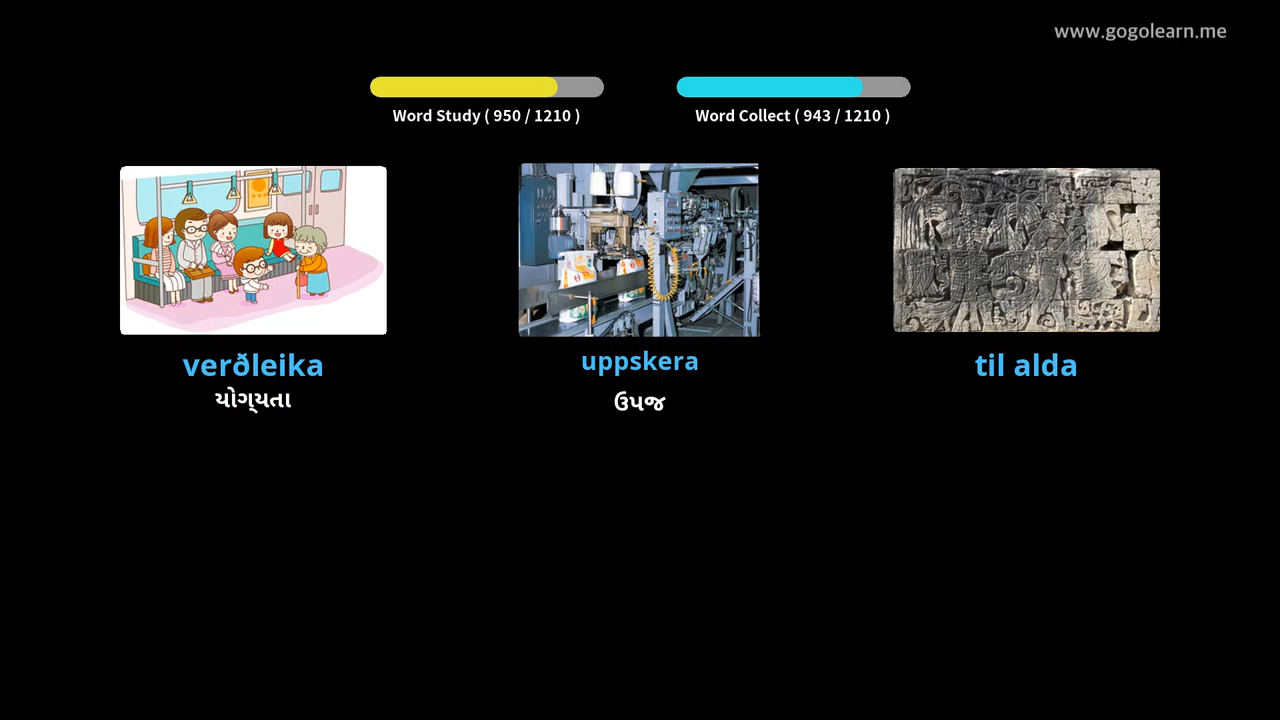 www.gogolearn.me
Word Study ( 950 / 1210 )
Word Collect ( 943 / 1210 )
verðleika
યોગ્યતા
uppskera
ઉપજ
til alda